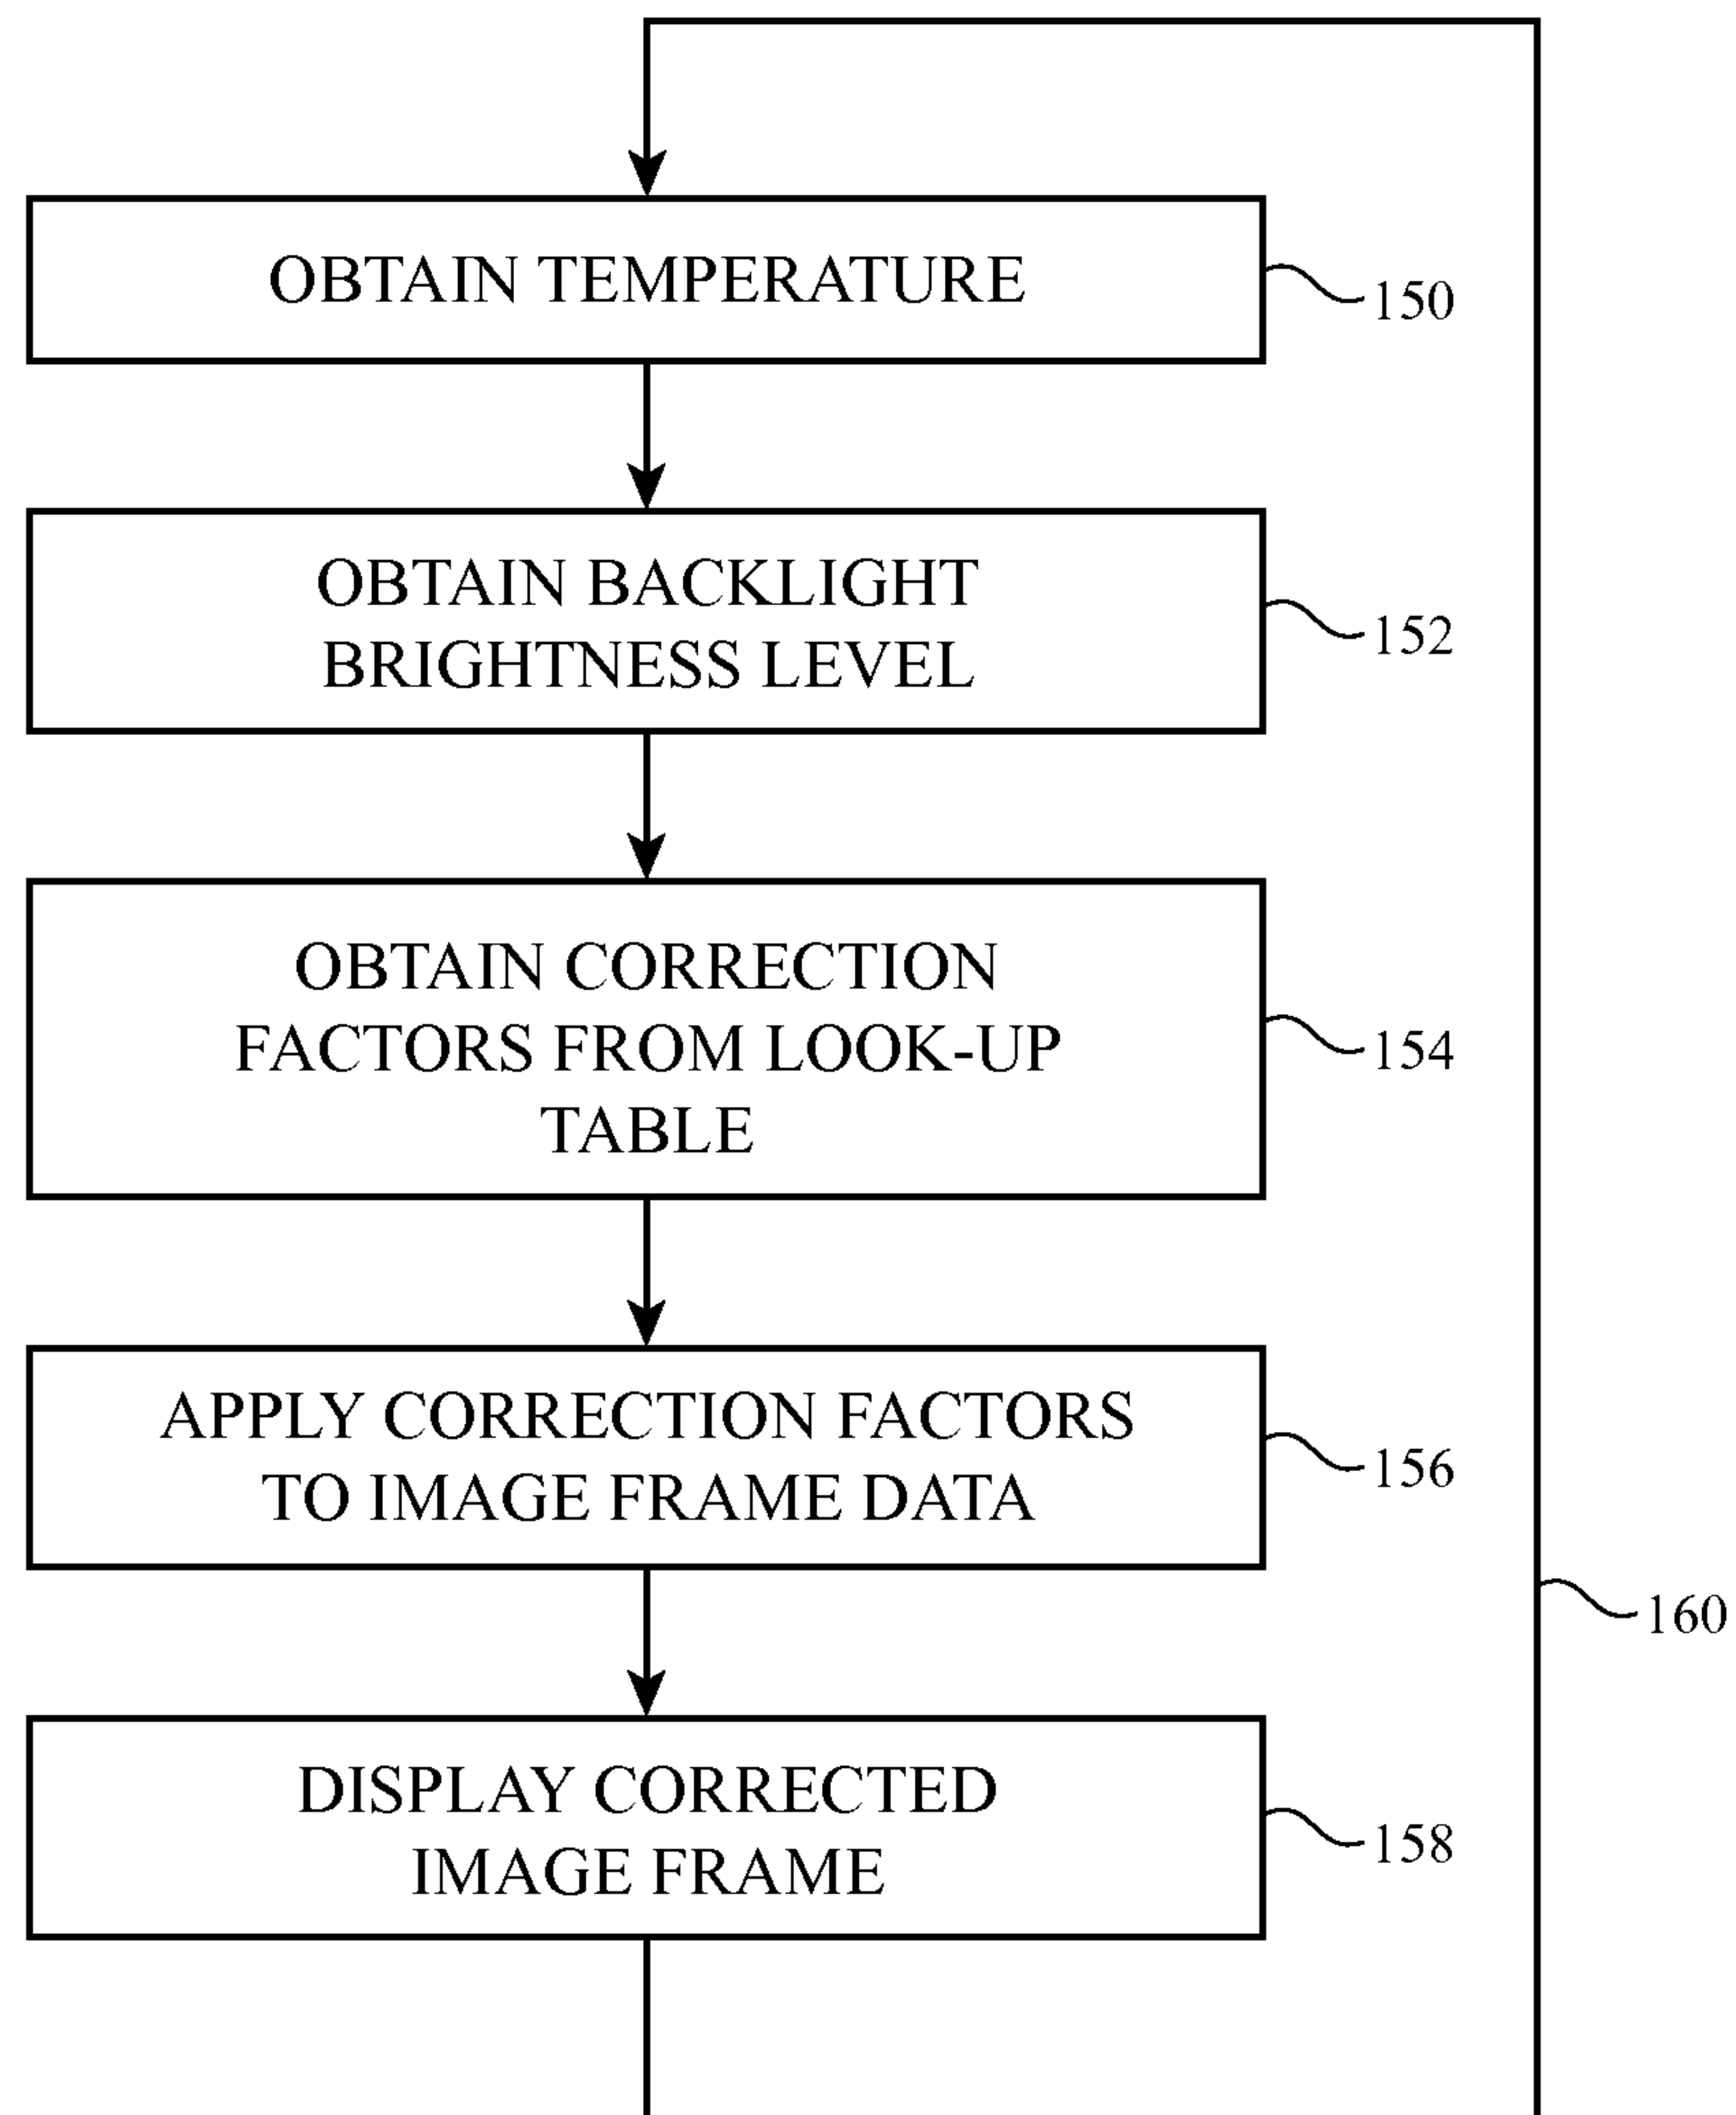 OBTAIN TEMPERATURE
150
OBTAIN BACKLIGHT
BRIGHTNESS LEVEL
152
OBTAIN CORRECTION
FACTORS FROM LOOK-UP
TABLE
154
APPLY CORRECTION FACTORS
TO IMAGE FRAME DATA
156
160
DISPLAY CORRECTED
IMAGE FRAME
158